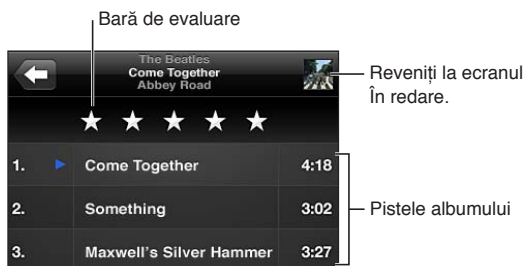 Bară de evaluare
The Beatles
Come Together
Abbey Road
Reveniți la ecranul
În redare.
1. Come Together 4:18
2. Something 3:02
3. Maxwell's Silver Hammer 3:27
Pistele albumului